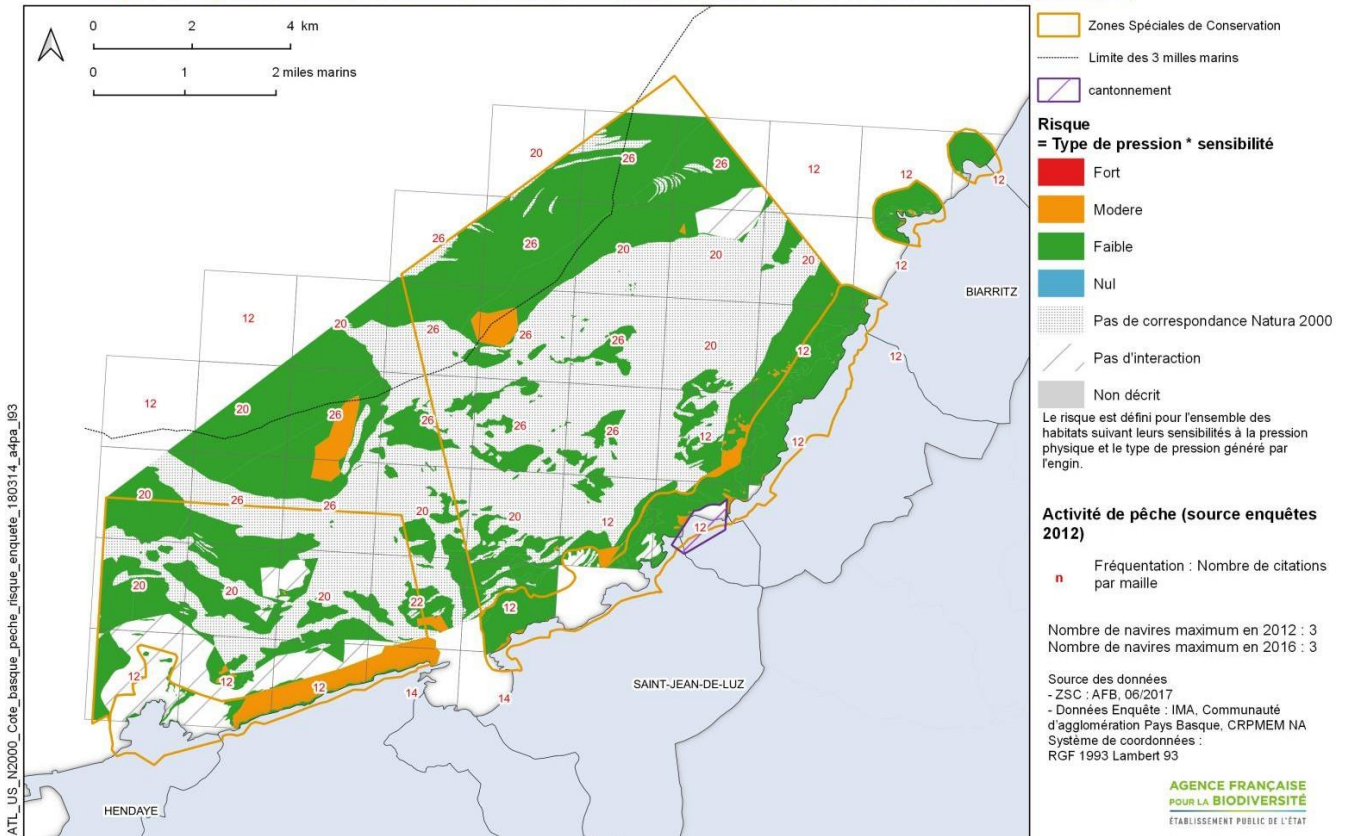 0 2 4 km
0 1 2 miles marins
20
26
26
12
12
12
26
26
20
20
20
12
BIARRITZ
12
20
26
26
26
20
12
12
12
20
26
26
26
26
12
12
20
26
26
20
20
12
12
20
20
20
22
12
12
12
12
14
14
SAINT-JEAN-DE-LUZ
HENDAYE
ATL_US_N2000_Cote_basque_peche_risque_enquete_180314_a4pa_l93
Zones Spéciales de Conservation
Limite des 3 milles marins
cantonnement
Risque
= Type de pression * sensibilité
Fort
Modere
Faible
Nul
Pas de correspondance Natura 2000
Pas d'interaction
Non décrit
Le risque est défini pour l'ensemble des
habitats suivant leurs sensibilités à la pression
physique et le type de pression généré par
l'engin.
Activité de pêche (source enquêtes
2012)
n Fréquentation : Nombre de citations
par maille
Nombre de navires maximum en 2012 : 3
Nombre de navires maximum en 2016 : 3
Source des données
- ZSC : AFB, 06/2017
- Données Enquête : IMA, Communauté
d'agglomération Pays Basque, CRPMEM NA
Système de coordonnées :
RGF 1993 Lambert 93
AGENCE FRANÇAISE
POUR LA BIODIVERSITÉ
ÉTABLISSEMENT PUBLIC DE L'ÉTAT